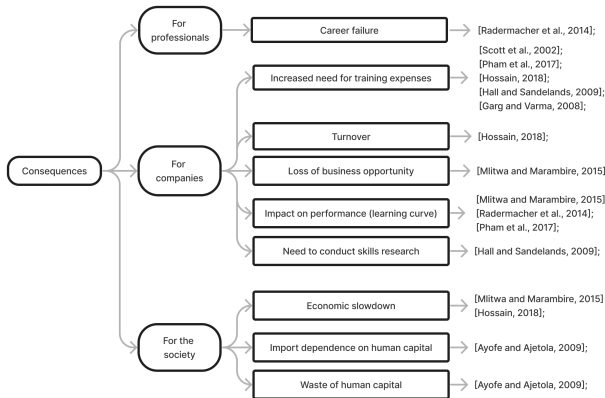 Consequences
For
professionals
Career failure
[Radermacher et al., 2014];
For
companies
Increased need for training expenses
[Scott et al., 2002];
[Pham et al., 2017];
[Hossain, 2018];
[Hall and Sandelands, 2009];
[Garg and Varma, 2008];
Turnover
[Hossain, 2018];
Loss of business opportunity
[Mlitwa and Marambire, 2015]
Impact on performance (learning curve)
[Mlitwa and Marambire, 2015]
[Radermacher et al., 2014];
[Pham et al., 2017];
Need to conduct skills research
[Hall and Sandelands, 2009];
For the
society
Economic slowdown
[Mlitwa and Marambire, 2015]
[Hossain, 2018];
Import dependence on human capital
[Ayofe and Ajetola, 2009];
Waste of human capital
[Ayofe and Ajetola, 2009];